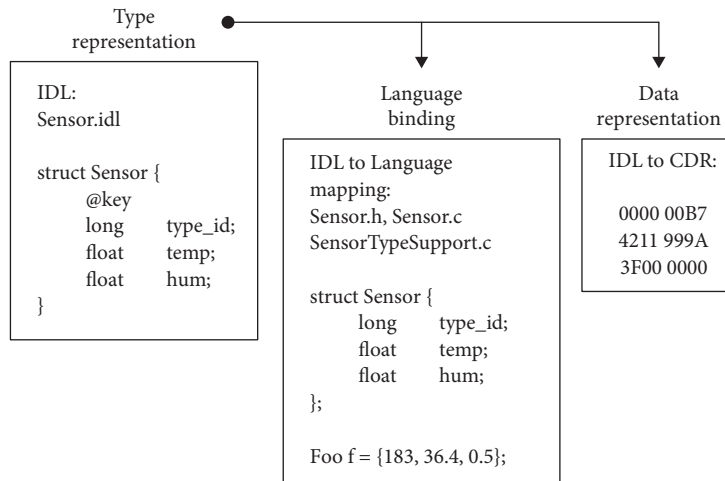 Type
representation
IDL:
Sensor.idl
struct Sensor {
@key
long type_id;
float temp;
float hum;
}
Language
binding
IDL to Language
mapping:
Sensor.h, Sensor.c
SensorTypeSupport.c
struct Sensor {
long type_id;
float temp;
float hum;
};
Foo f = {183, 36.4, 0.5};
Data
representation
IDL to CDR:
0000 00B7
4211 999A
3F00 0000